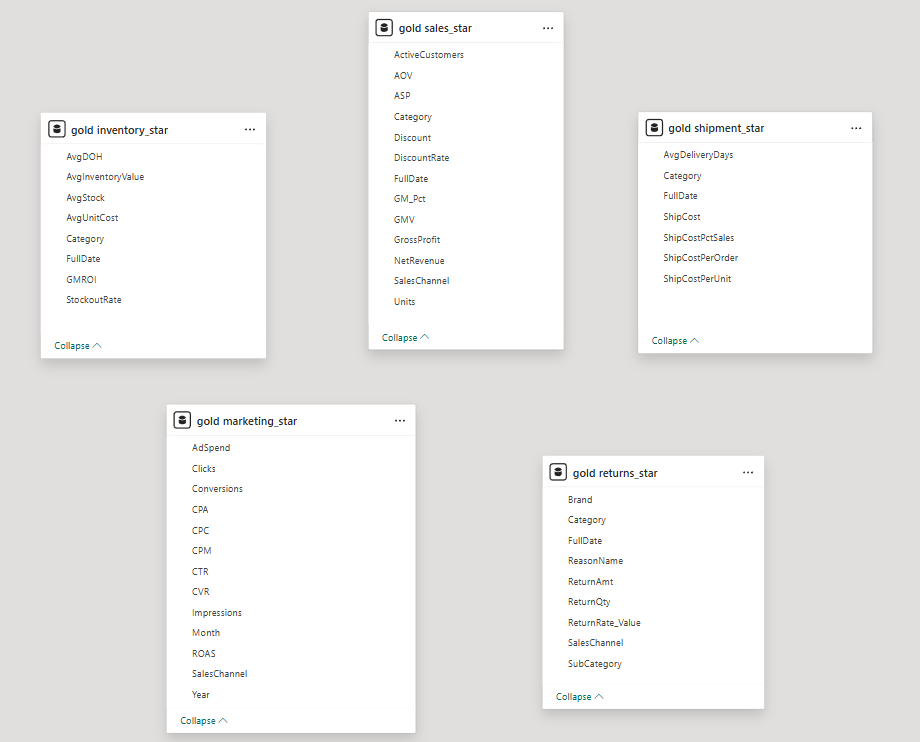 gold sales_star
ActiveCustomers
AOV
ASP
Category
Discount
DiscountRate
FullDate
GM_Pct
GMV
GrossProfit
NetRevenue
SalesChannel
Units
Collapse
gold inventory_star
AvgDOH
AvgInventoryValue
AvgStock
AvgUnitCost
Category
FullDate
GMROI
StockoutRate
Collapse
gold shipment_star
AvgDeliveryDays
Category
FullDate
ShipCost
ShipCostPctSales
ShipCostPerOrder
ShipCostPerUnit
Collapse
gold marketing_star
AdSpend
Clicks
Conversions
CPA
CPC
CPM
CTR
CVR
Impressions
Month
ROAS
SalesChannel
Year
Collapse
gold returns_star
Brand
Category
FullDate
ReasonName
ReturnAmt
ReturnQty
ReturnRate_Value
SalesChannel
SubCategory
Collapse